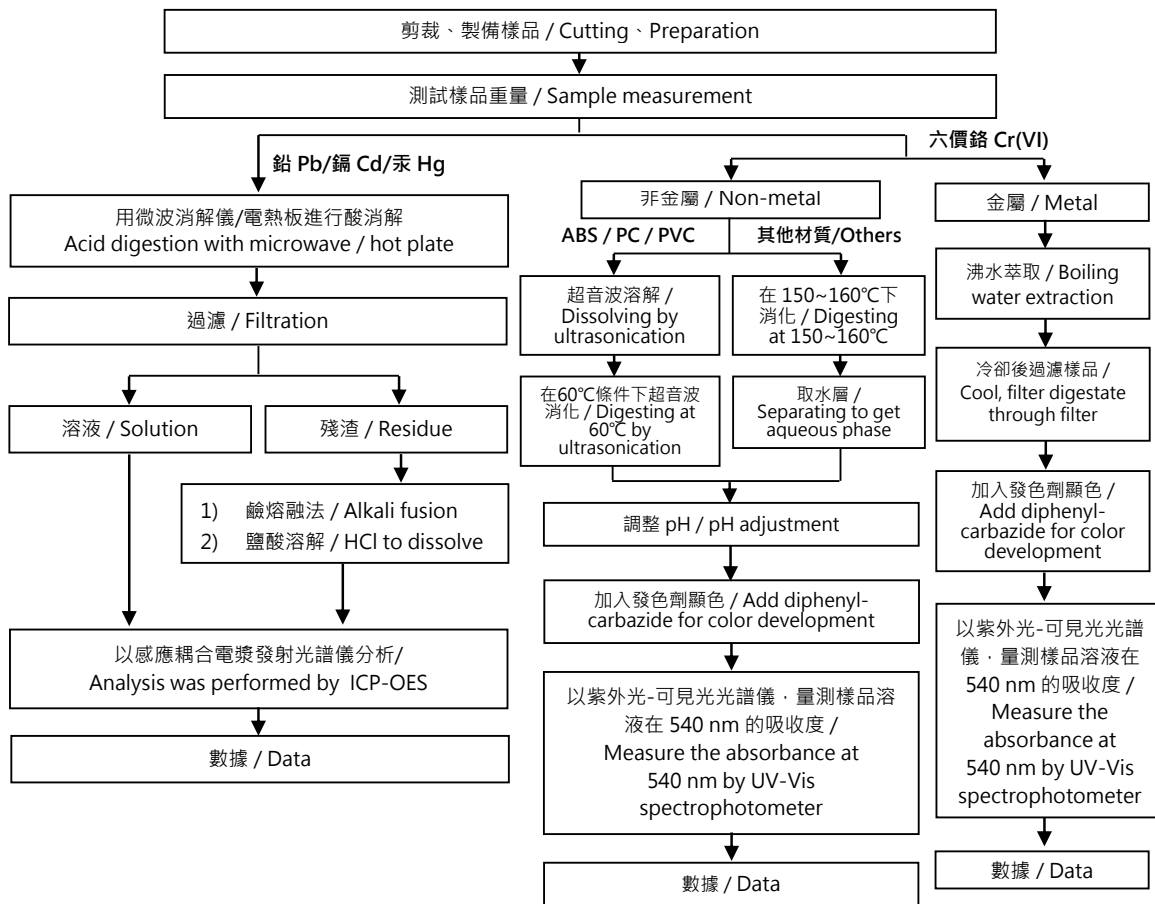 剪裁、製備樣品 / Cutting、Preparation
測試樣品重量 / Sample measurement
鉛 Pb/鎘 Cd/汞 Hg
用微波消解儀/電熱板進行酸消解
Acid digestion with microwave / hot plate
過濾 / Filtration
溶液 / Solution
殘渣 / Residue
1) 鹼熔融法 / Alkali fusion
2) 鹽酸溶解 / HCl to dissolve
以感應耦合電漿發射光譜儀分析/
Analysis was performed by ICP-OES
數據 / Data
六價鉻 Cr(VI)
非金屬 / Non-metal
ABS / PC / PVC
超音波溶解 /
Dissolving by
ultrasonication
在60℃條件下超音波
消化 / Digesting at
60℃ by
ultrasonication
其他材質/Others
在 150~160℃下
消化 / Digesting
at 150~160℃
取水層 /
Separating to get
aqueous phase
調整 pH / pH adjustment
加入發色劑顯色 / Add diphenyl-
carbazide for color development
以紫外光-可見光光譜儀，量測樣品溶
液在 540 nm 的吸收度 /
Measure the absorbance at
540 nm by UV-Vis
spectrophotometer
數據 / Data
金屬 / Metal
沸水萃取 / Boiling
water extraction
冷卻後過濾樣品 /
Cool, filter digestate
through filter
加入發色劑顯色 /
Add diphenyl-
carbazide for color
development
以紫外光-可見光光譜
儀，量測樣品溶液在
540 nm 的吸收度 /
Measure the
absorbance at
540 nm by UV-Vis
spectrophotometer
數據 / Data